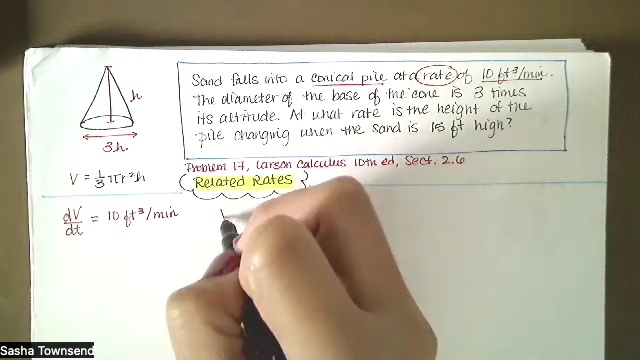 Sand falls into a conical pile at a rate of 10 ft³/min.
The diameter of the base of the cone is 3 times
its altitude. At what rate is the height of the
pile changing when the sand is 15 ft high?
h
3h
Problem 17, Larson Calculus 10th ed, Sect. 2.6
V = 1/3 πr²h
Related Rates
dV/dt = 10 ft³/min
Sasha Townsend